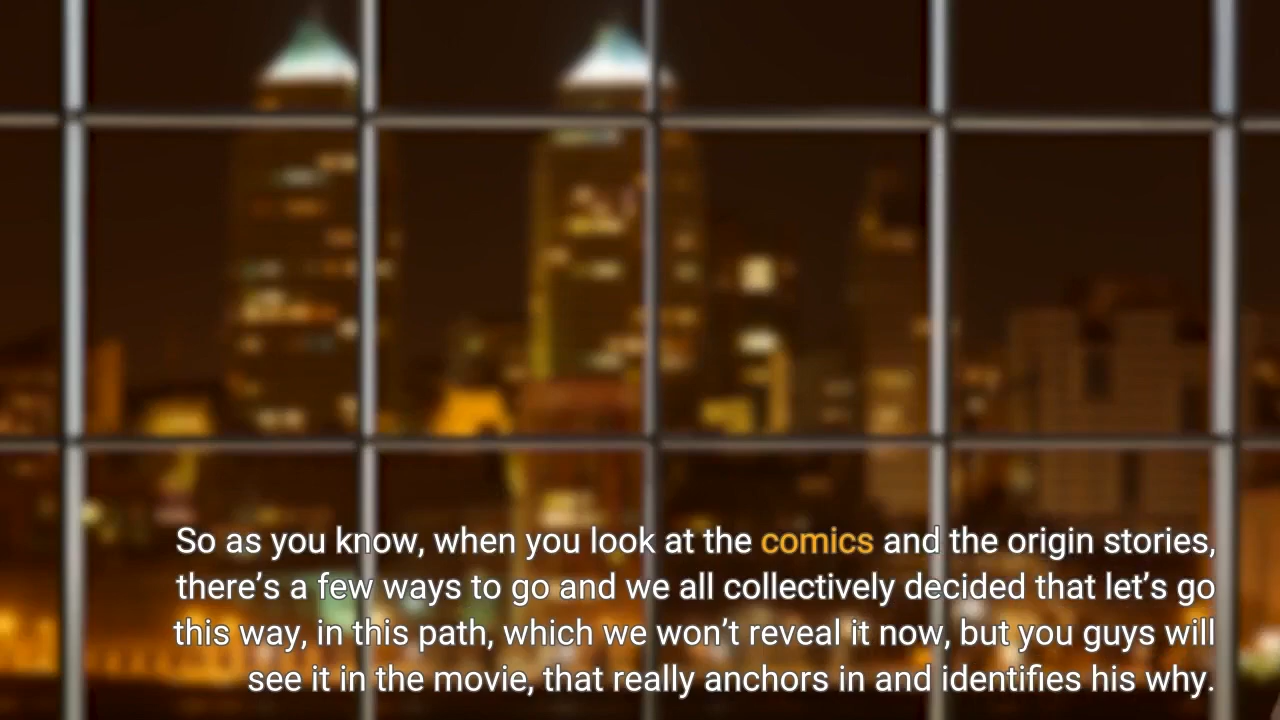 So as you know, when you look at the comics and the origin stories,
there’s a few ways to go and we all collectively decided that let’s go
this way, in this path, which we won’t reveal it now, but you guys will
see it in the movie, that really anchors in and identifies his why.